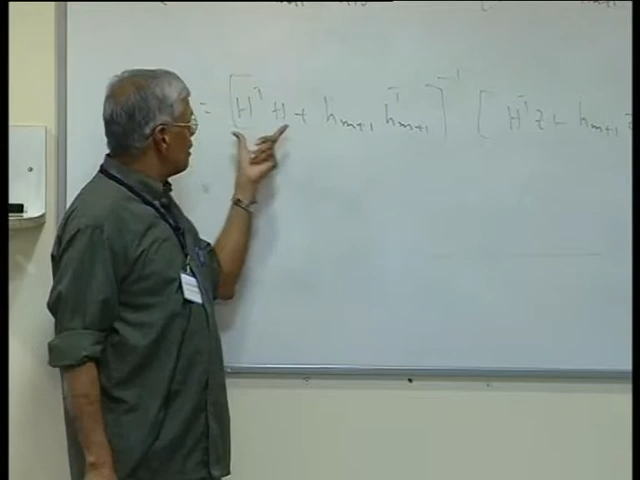 = [H^T H + h_{m+1} h^T_{m+1}]^{-1} [H^T z + h_{m+1} z